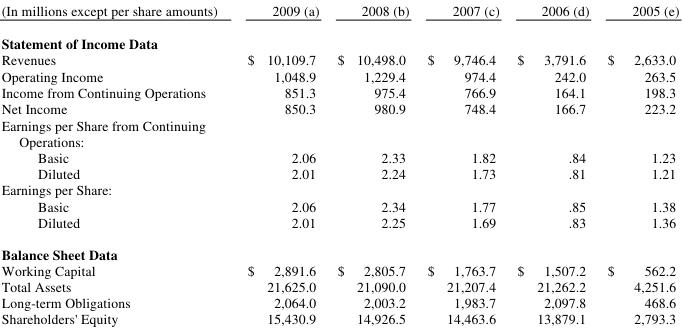 (In millions except per share amounts) 2009 (a) 2008 (b) 2007 (c) 2006 (d) 2005 (e)
Statement of Income Data
Revenues $ 10,109.7 $ 10,498.0 $ 9,746.4 $ 3,791.6 $ 2,633.0
Operating Income 1,048.9 1,229.4 974.4 242.0 263.5
Income from Continuing Operations 851.3 975.4 766.9 164.1 198.3
Net Income 850.3 980.9 748.4 166.7 223.2
Earnings per Share from Continuing
Operations:
Basic 2.06 2.33 1.82 .84 1.23
Diluted 2.01 2.24 1.73 .81 1.21
Earnings per Share:
Basic 2.06 2.34 1.77 .85 1.38
Diluted 2.01 2.25 1.69 .83 1.36
Balance Sheet Data
Working Capital $ 2,891.6 $ 2,805.7 $ 1,763.7 $ 1,507.2 $ 562.2
Total Assets 21,625.0 21,090.0 21,207.4 21,262.2 4,251.6
Long-term Obligations 2,064.0 2,003.2 1,983.7 2,097.8 468.6
Shareholders' Equity 15,430.9 14,926.5 14,463.6 13,879.1 2,793.3